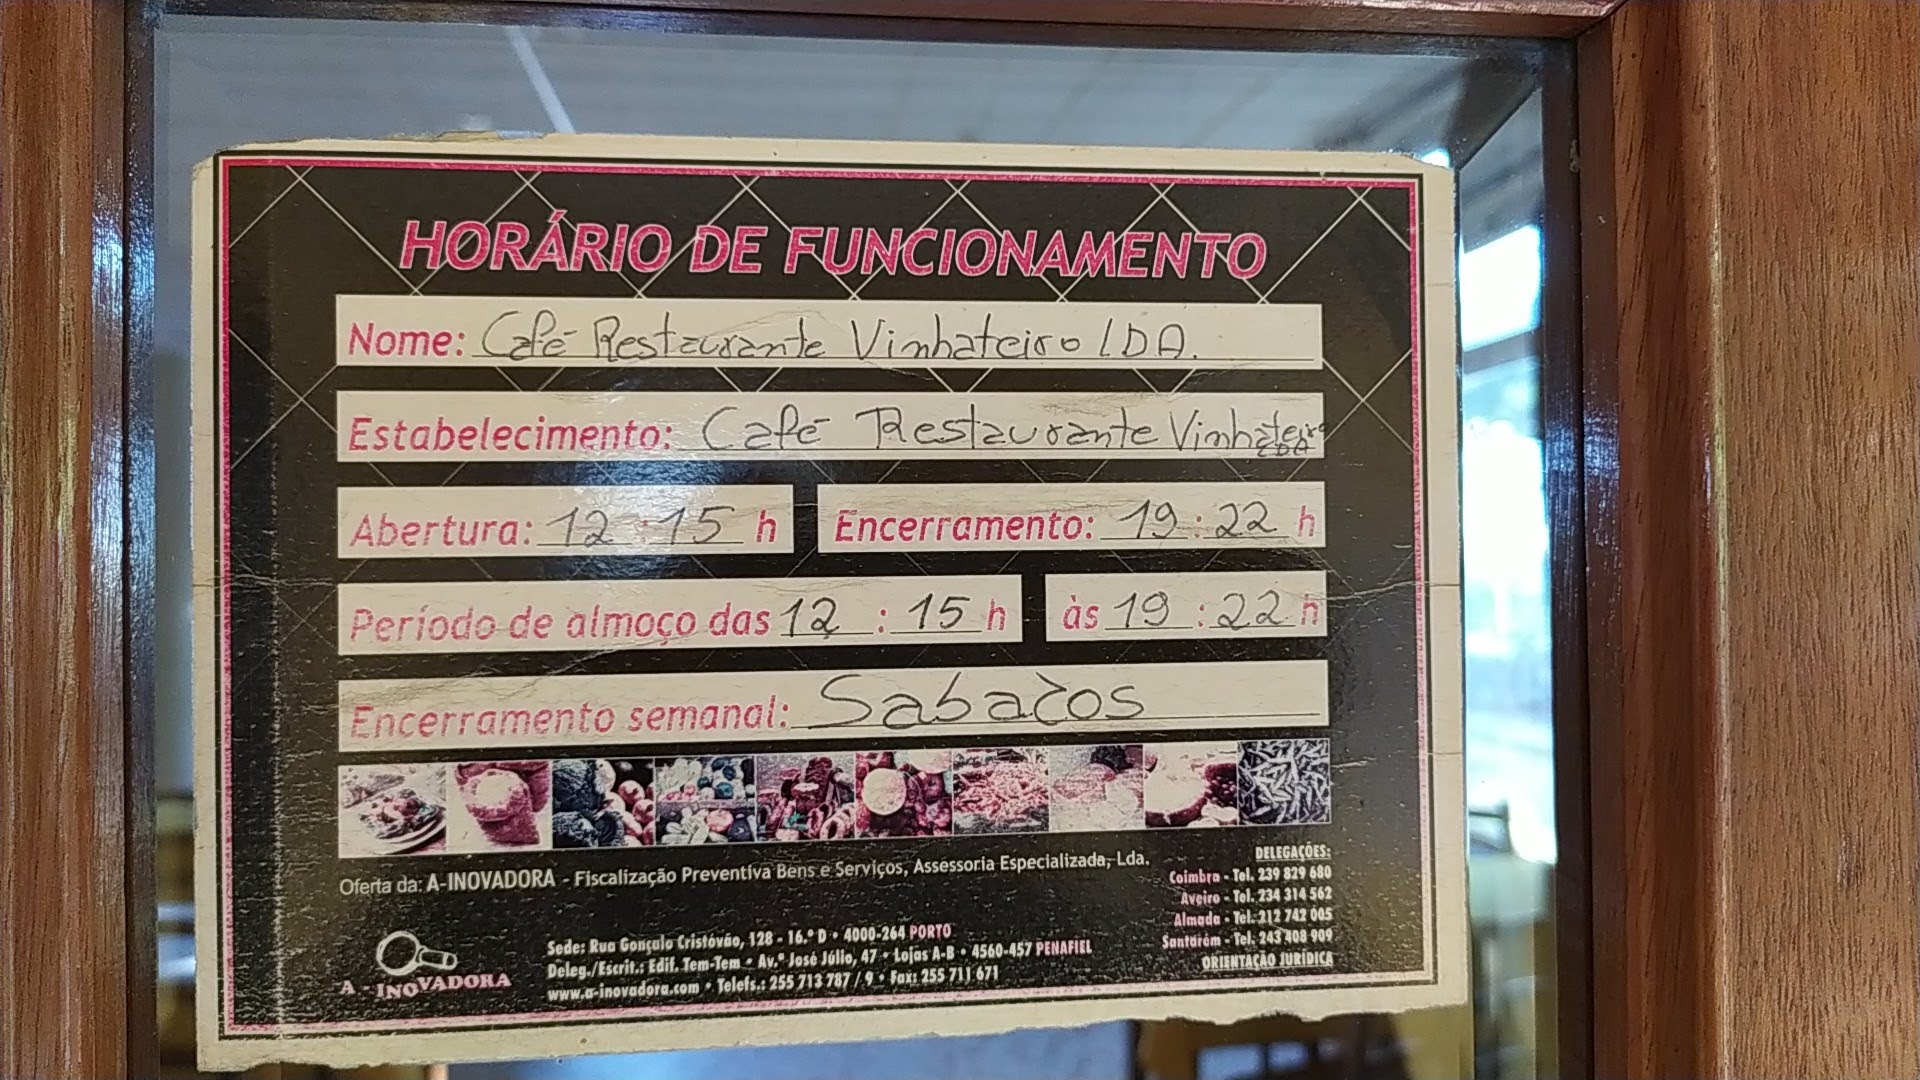 HORÁRIO DE FUNCIONAMENTO
Nome: Café Restaurante Vinhateiro LDA.
Estabelecimento: Café Restaurante Vinhateiro
LDA
Abertura: 12 : 15 h Encerramento: 19 : 22 h
Período de almoço das 12 : 15 h às 19 : 22 h
Encerramento semanal: Sabados
Oferta da: A-INOVADORA - Fiscalização Preventiva Bens e Serviços, Assessoria Especializada, Lda.
A - INOVADORA
Sede: Rua Gonçalo Cristóvão, 128 - 16.º D • 4000-264 PORTO
Deleg./Escrit.: Edif. Tem-Tem • Av.ª José Júlio, 47 • Lojas A-B • 4560-457 PENAFIEL
www.a-inovadora.com • Telefs.: 255 713 787 / 9 • Fax: 255 711 671
DELEGAÇÕES:
Coimbra - Tel. 239 829 680
Aveiro - Tel. 234 314 562
Almada - Tel. 212 742 005
Santarém - Tel. 243 408 909
ORIENTAÇÃO JURÍDICA